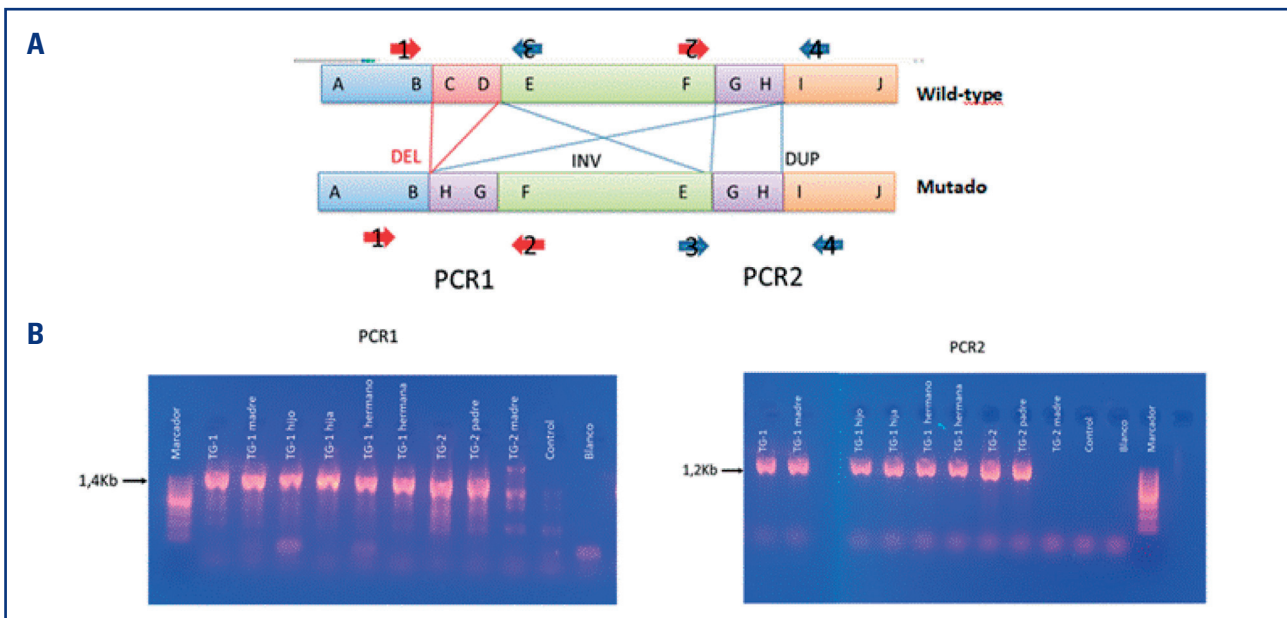 A
1 3 2 4
A B C D E F G H I J
Wild-typo
DEL INV DUP
A B H G F E G H I J
Mutado
1 2 3 4
PCR1 PCR2
B
PCR1
Marcador
TG-1
TG-1 madre
TG-1 hijo
TG-1 hija
TG-1 hermano
TG-1 hermana
TG-2
TG-2 padre
TG-2 madre
Control
Blanco
1,4Kb
PCR2
TG-1
TG-1 madre
TG-1 hijo
TG-1 hija
TG-1 hermano
TG-1 hermana
TG-2
TG-2 padre
TG-2 madre
Control
Blanco
Marcador
1,2Kb